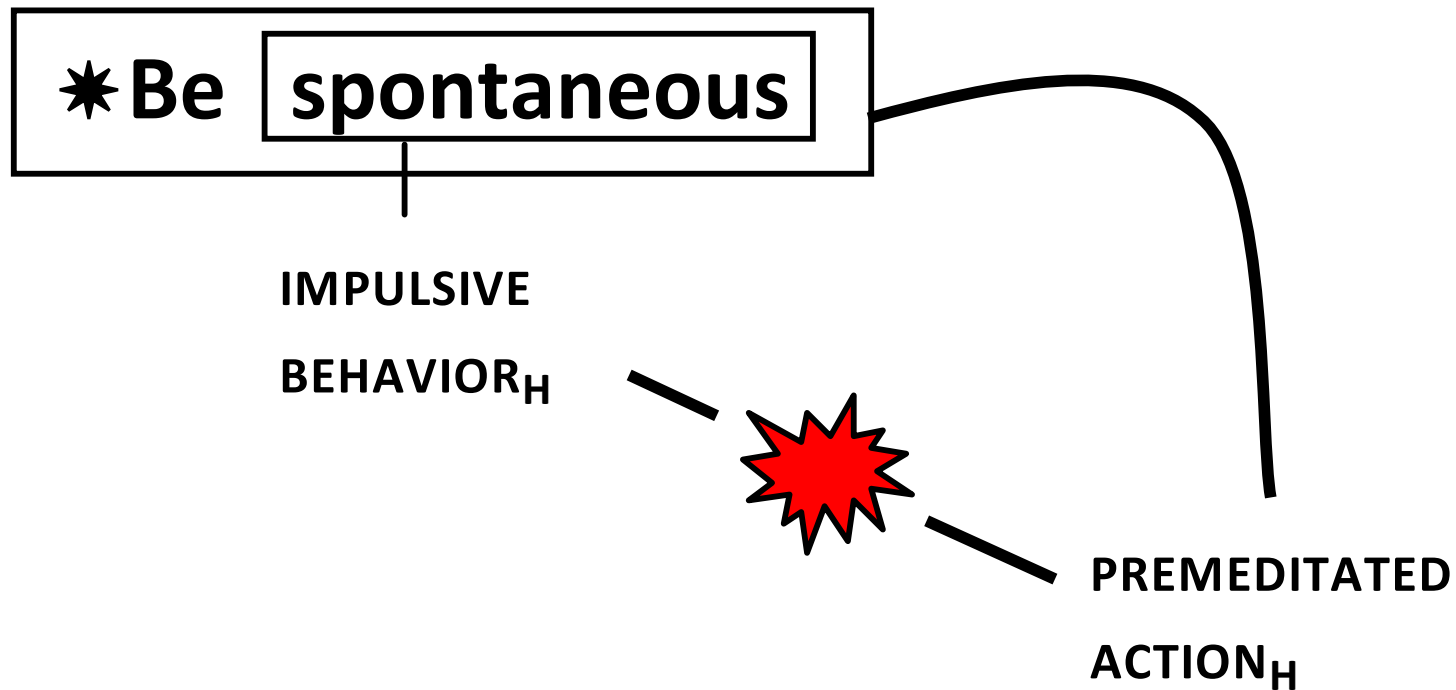 ✷Be spontaneous
IMPULSIVE
BEHAVIORH
PREMEDITATED
ACTIONH